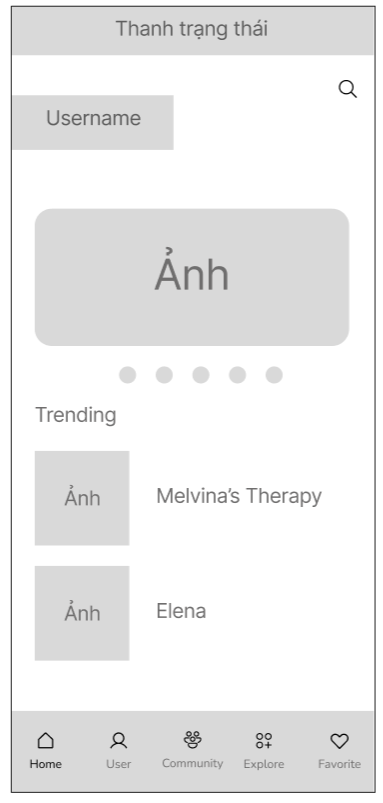 Thanh trạng thái
Username
Ảnh
Trending
Ảnh
Melvina's Therapy
Ảnh
Elena
Home
User
Community
Explore
Favorite